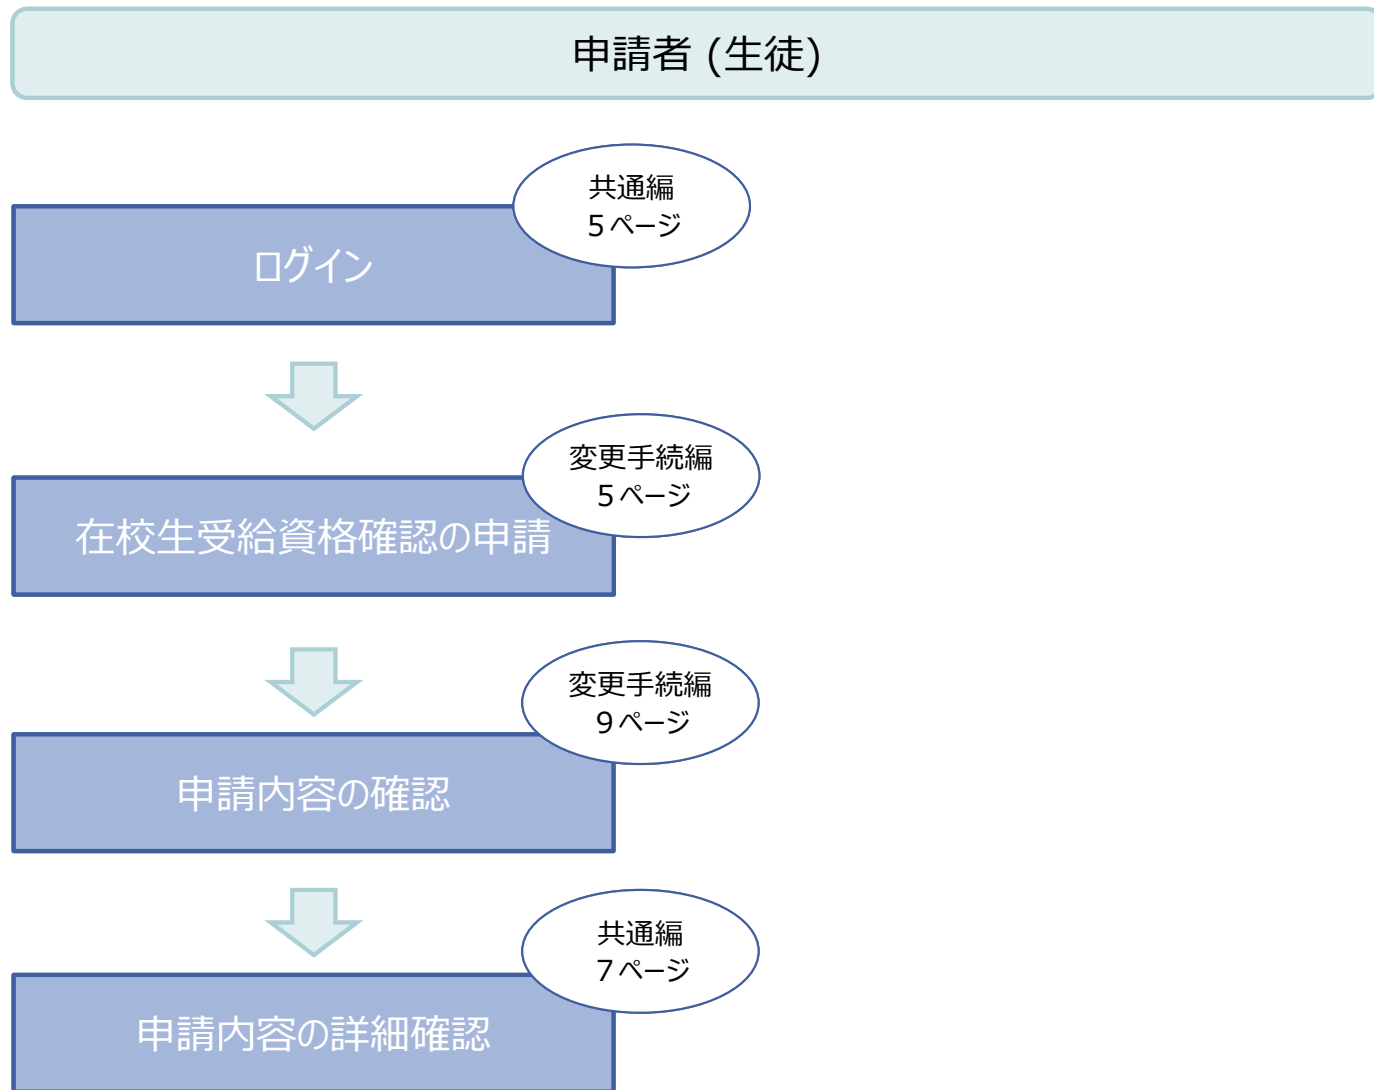 申請者 (生徒)
共通編
5ページ
ログイン
変更手続編
5ページ
在校生受給資格確認の申請
変更手続編
9ページ
申請内容の確認
共通編
7ページ
申請内容の詳細確認